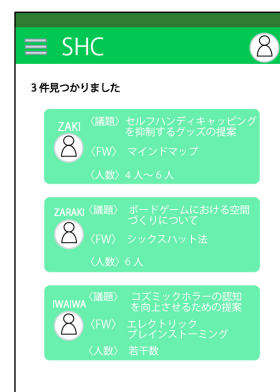 SHC
3件見つかりました
ZAKI
〈議題〉 セルフハンディキャッピング
を抑制するグッズの提案
〈FW〉 マインドマップ
〈人数〉 4人〜6人
ZARAKI
〈議題〉 ボードゲームにおける空間
づくりについて
〈FW〉 シックスハット法
〈人数〉 6人
IWAIWA
〈議題〉 コズミックホラーの認知
を向上させるための提案
〈FW〉 エレクトリック
ブレインストーミング
〈人数〉 若干数